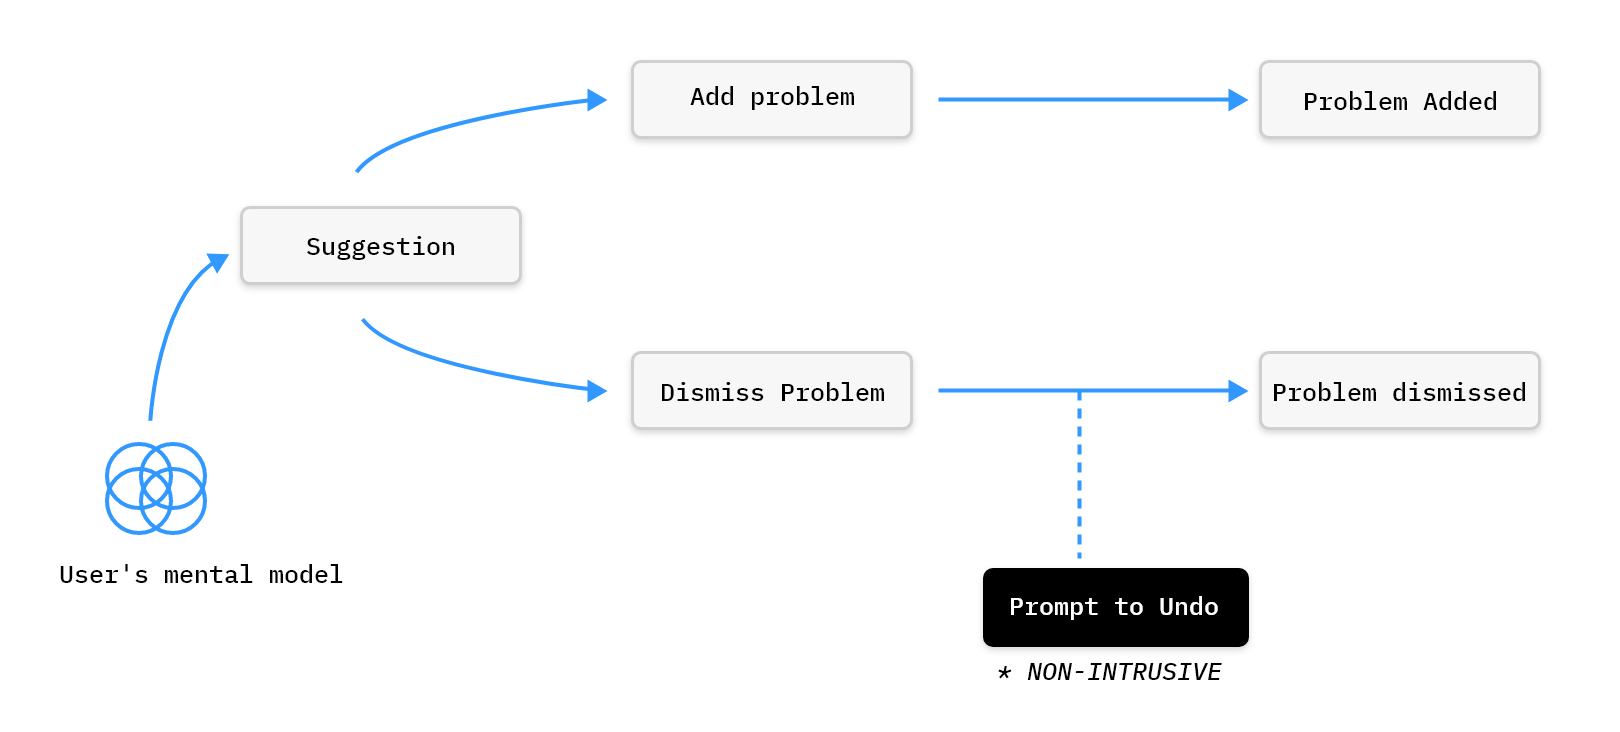 Add problem
Problem Added
Suggestion
Dismiss Problem
Problem dismissed
User's mental model
Prompt to Undo
* NON-INTRUSIVE